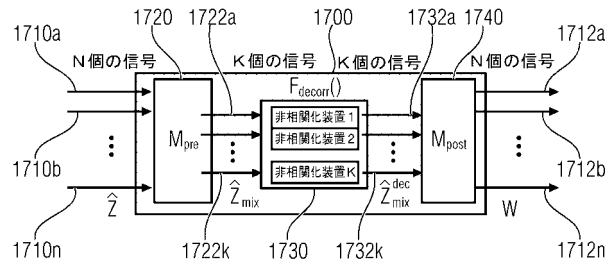 1710a
1720
1722a
1700
1732a
1740
1712a
N個の信号
K個の信号
K個の信号
N個の信号
Fdecorr()
非相関化装置1
非相関化装置2
非相関化装置K
Mpre
Mpost
1710b
1712b
Ẑ
Ẑmix
Ẑmix dec
W
1710n
1722k
1730
1732k
1712n